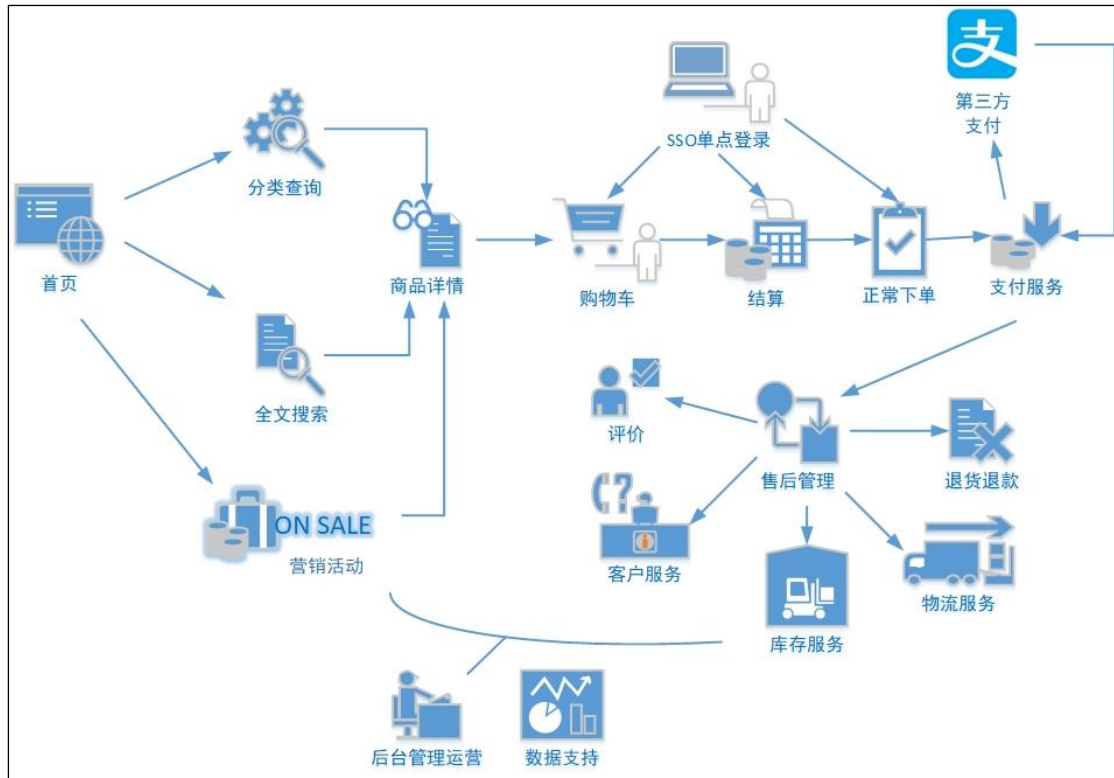 支
第三方
支付
SSO单点登录
分类查询
首页
商品详情
购物车
结算
正常下单
支付服务
全文搜索
评价
售后管理
退货退款
ON SALE
营销活动
客户服务
物流服务
库存服务
后台管理运营
数据支持